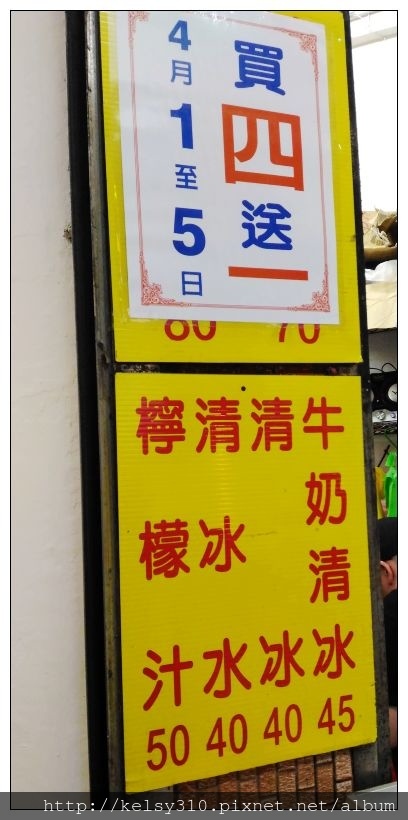 買四送一
4月1至5日
牛奶清冰 45
清冰 40
清冰水 40
檸檬汁 50
http://kelsy310.pixnet.net/album